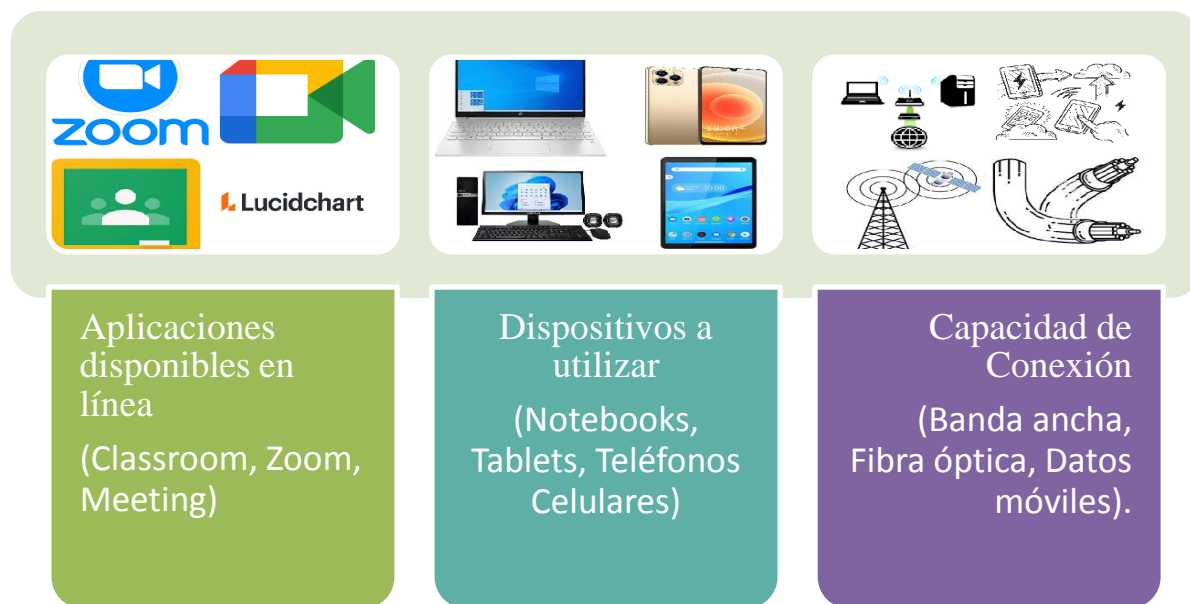 zoom
Lucidchart
Aplicaciones
disponibles en
línea
(Classroom, Zoom,
Meeting)
Dispositivos a
utilizar
(Notebooks,
Tablets, Teléfonos
Celulares)
Capacidad de
Conexión
(Banda ancha,
Fibra óptica, Datos
móviles).